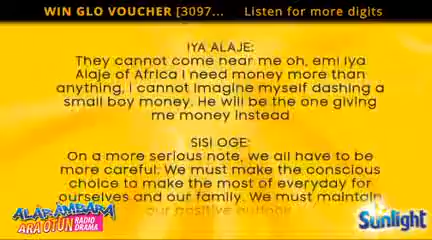 WIN GLO VOUCHER [3097... Listen for more digits
IYA ALAJE:
They cannot come near me oh, emi Iya
Alaje of Africa I need money more than
anything, I cannot imagine myself dashing a
small boy money. He will be the one giving
me money instead
SISI OGE:
On a more serious note, we all have to be
more careful. We must make the conscious
choice to make the most of everyday for
ourselves and our family. We must maintain
our positive outlook
ALÁRÀMBARÀ
ARA OTUN RADIO DRAMA
Sunlight